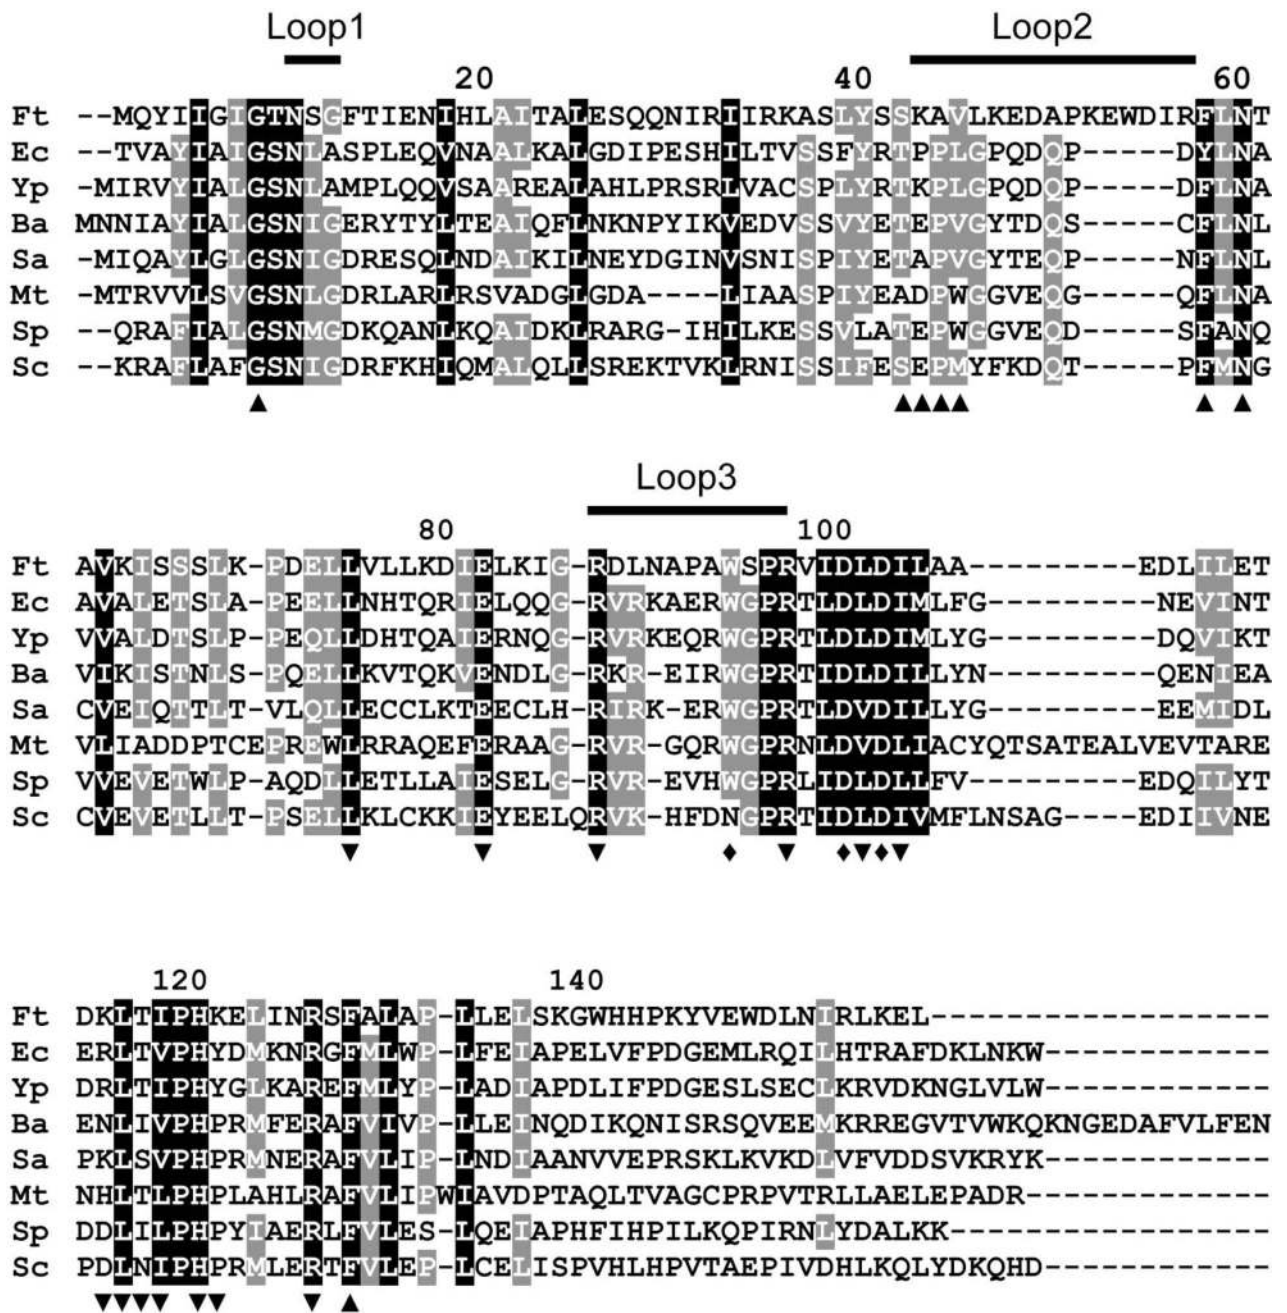 Loop1 Loop2
20 40 60
Ft --MQYIIGIGTNSGFTIENIHLAITALESQQNIRIIRKASLYSSKAVLKEDAPKEWDIRFLNT
Ec --TVAYIAIGSNLASPLEQVNAALKALGDIPESHILTVSSFYRTPPLGPQDQP-----DYLNA
Yp -MIRVYIALGSNLAMPLQQVSAAREALAHLPRSRLVACSPLYRTKPLGPQDQP-----DFLNA
Ba MNNIAYIALGSNIGERYTYLTEAIQFLNKNPYIKVEDVSSVYETEPVGYTDQS-----CFLNL
Sa -MIQAYLGLGSNIGDRESQLNDAIKILNEYDGINVSNISPIYETAPVGYTEQP-----NFLNL
Mt -MTRVVLSVGSNLGDRLARLRSVADGLGDA----LIAASPIYEADPWGGVEQG-----QFLNA
Sp --QRAFIALGSNMGDKQANLKQAIDKLRARG-IHILKESSVLATEPWGGVEQD-----SFANQ
Sc --KRAFLAFGSNIGDRFKHIQMALQLLSREKTVKLRNISSIFESEPMYFKDQT-----PFMNG
▲ ▲▲▲▲ ▲ ▲
Loop3
80 100
Ft AVKISSSLK-PDELLVLLKDIELKIG-RDLNAPAWSPRVIDLDILAA---------EDLILET
Ec AVALETSLA-PEELLNHTQRIELQQG-RVRKAERWGPRTLDLDIMLFG---------NEVINT
Yp VVALDTSLP-PEQLLDHTQAIERNQG-RVRKEQRWGPRTLDLDIMLYG---------DQVIKT
Ba VIKISTNLS-PQELLKVTQKVENDLG-RKR-EIRWGPRTIDLDILLYN---------QENIEA
Sa CVEIQTTLT-VLQLLECCLKTEECLH-RIRK-ERWGPRTLDVDILLYG---------EEMIDL
Mt VLIADDPTCEPREWLRRAQEFERAAG-RVR-GQRWGPRNLDVDLIACYQTSATEALVEVTARE
Sp VVEVETWLP-AQDLLETLLAIESELG-RVR-EVHWGPRLIDLDLLFV---------EDQILYT
Sc CVEVETLLT-PSELLKLCKKIEYEELQRVK-HFDNGPRTIDLDIVMFLNSAG----EDIIVNE
▼ ▼ ▼ ♦ ▼ ♦▼♦▼
120 140
Ft DKLTIPHKELINRSFALAP-LLELSKGWHHPKYVEWDLNIRLKEL------------------
Ec ERLTVPHYDMKNRGFMLWP-LFEIAPELVFPDGEMLRQILHTRAFDKLNKW------------
Yp DRLTIPHYGLKAREFMLYP-LADIAPDLIFPDGESLSECLKRVDKNGLVLW------------
Ba ENLIVPHPRMFERAFVIVP-LLEINQDIKQNISRSQVEEMKRREGVTVWKQKNGEDAFVLFEN
Sa PKLSVPHPRMNERAFVLIP-LNDIAANVVEPRSKLKVKDLVFVDDSVKRYK------------
Mt NHLTLPHPLAHLRAFVLIPWIAVDPTAQLTVAGCPRPVTRLLAELEPADR-------------
Sp DDLILPHPYIAERLFVLES-LQEIAPHFIHPILKQPIRNLYDALKK-----------------
Sc PDLNIPHPRMLERTFVLEP-LCELISPVHLHPVTAEPIVDHLKQLYDKQHD------------
▼▼▼▼ ▼▼ ▼ ▲